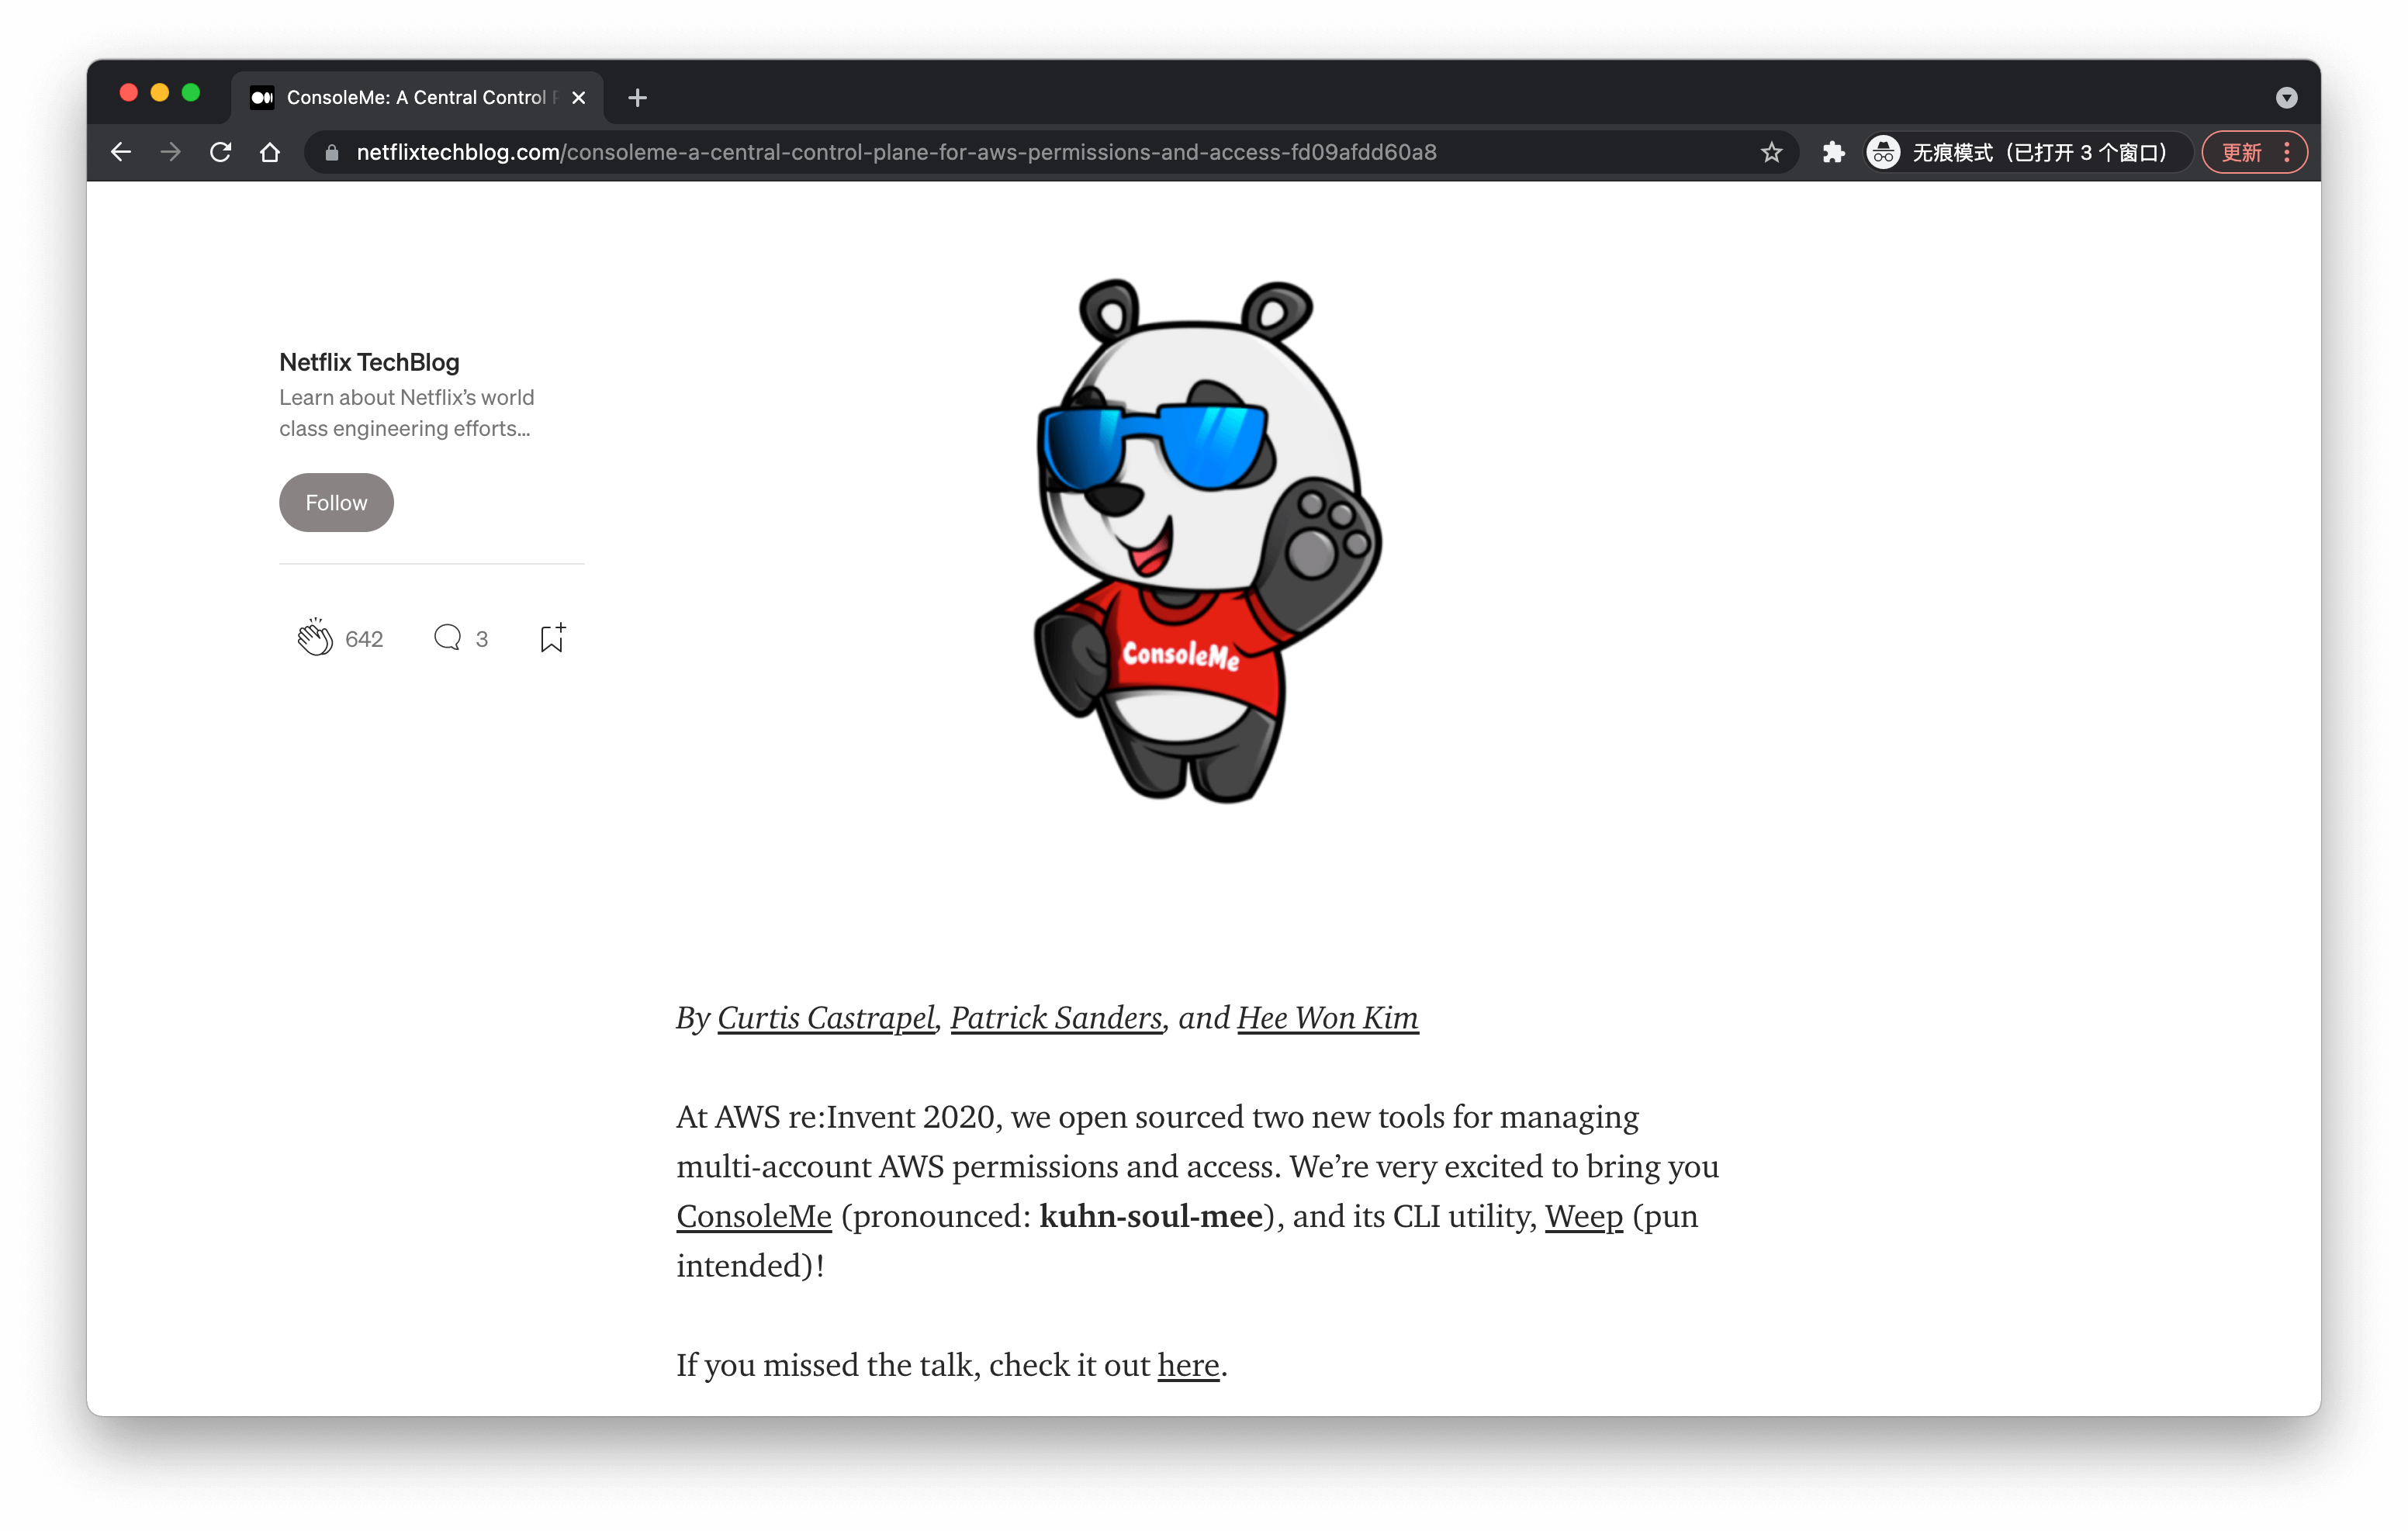 ConsoleMe: A Central Control
netflixtechblog.com/consoleme-a-central-control-plane-for-aws-permissions-and-access-fd09afdd60a8
无痕模式（已打开 3 个窗口）
更新
Netflix TechBlog
Learn about Netflix’s world
class engineering efforts...
Follow
642
3
ConsoleMe
By Curtis Castrapel, Patrick Sanders, and Hee Won Kim
At AWS re:Invent 2020, we open sourced two new tools for managing
multi-account AWS permissions and access. We’re very excited to bring you
ConsoleMe (pronounced: kuhn-soul-mee), and its CLI utility, Weep (pun
intended)!
If you missed the talk, check it out here.